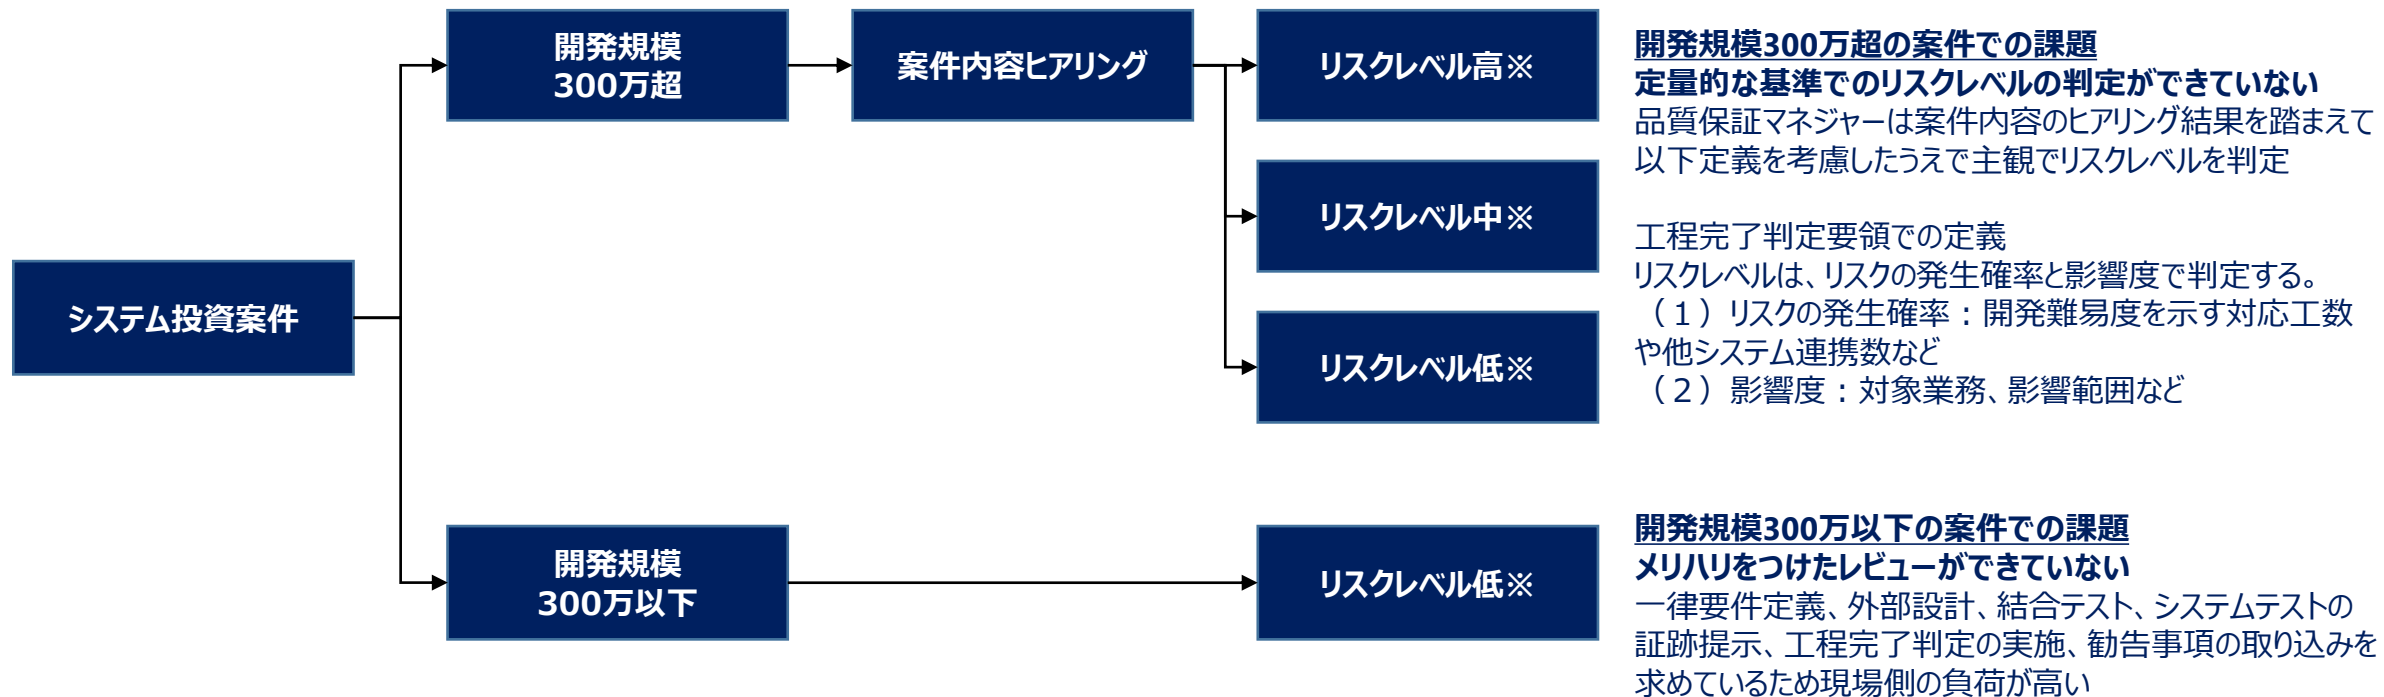 システム投資案件
開発規模
300万超
案件内容ヒアリング
リスクレベル高※
リスクレベル中※
リスクレベル低※
開発規模300万超の案件での課題
定量的な基準でのリスクレベルの判定ができていない
品質保証マネジャーは案件内容のヒアリング結果を踏まえて
以下定義を考慮したうえで主観でリスクレベルを判定
工程完了判定要領での定義
リスクレベルは、リスクの発生確率と影響度で判定する。
（１）リスクの発生確率：開発難易度を示す対応工数
や他システム連携数など
（２）影響度：対象業務、影響範囲など
開発規模
300万以下
リスクレベル低※
開発規模300万以下の案件での課題
メリハリをつけたレビューができていない
一律要件定義、外部設計、結合テスト、システムテストの
証跡提示、工程完了判定の実施、勧告事項の取り込みを
求めているため現場側の負荷が高い